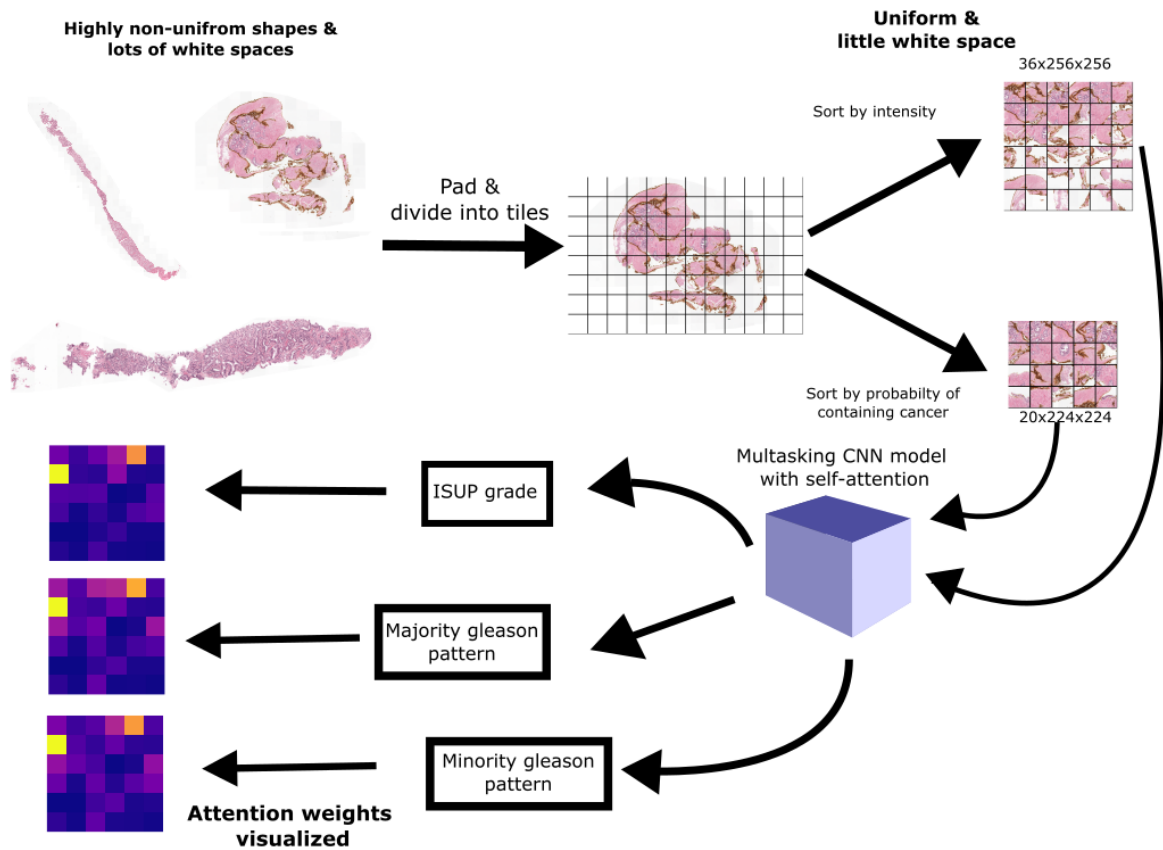 Highly non-unifrom shapes &
lots of white spaces
Uniform &
little white space
36x256x256
Sort by intensity
Pad &
divide into tiles
Sort by probabilty of
containing cancer
20x224x224
Multasking CNN model
with self-attention
ISUP grade
Majority gleason
pattern
Minority gleason
pattern
Attention weights
visualized